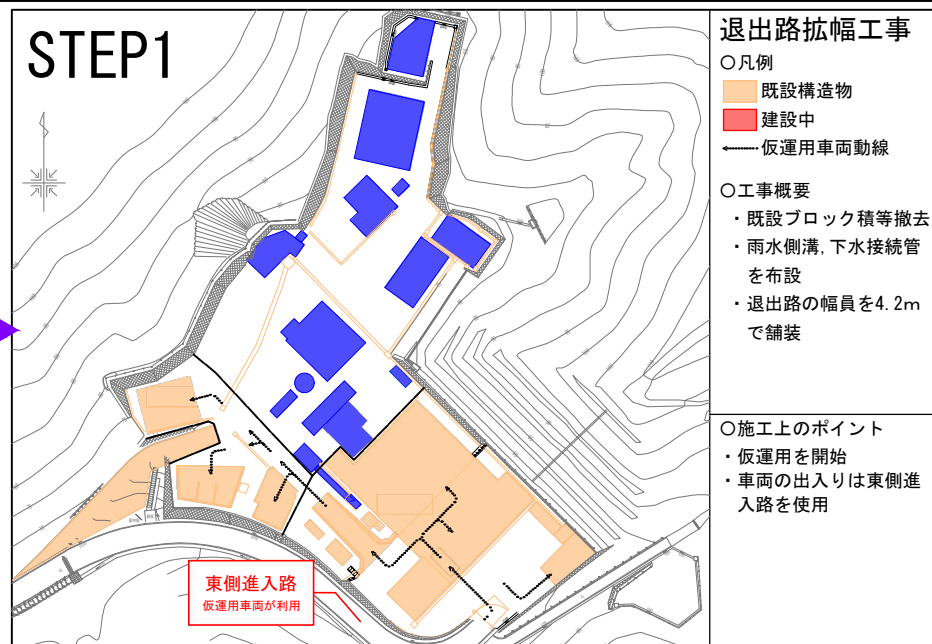 STEP1
東側進入路
仮運用車両が利用
退出路拡幅工事
○凡例
既設構造物
建設中
仮運用車両動線
○工事概要
・既設ブロック積等撤去
・雨水側溝,下水接続管
を布設
・退出路の幅員を4.2m
で舗装
○施工上のポイント
・仮運用を開始
・車両の出入りは東側進
入路を使用